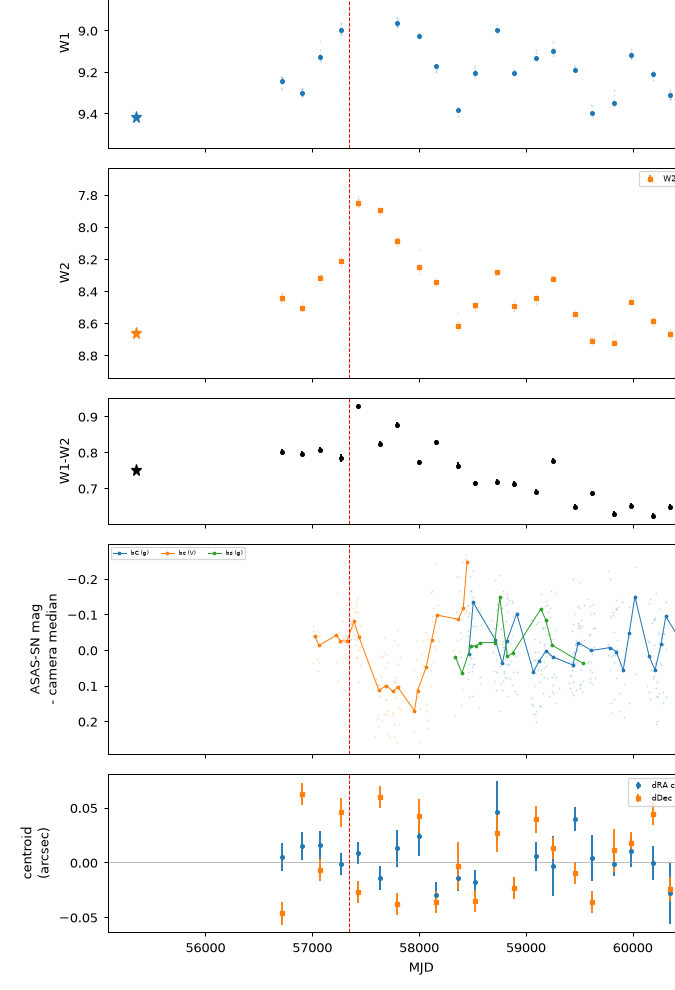 9.0
9.2
9.4
W1
7.8
8.0
8.2
8.4
8.6
8.8
W2
W2
0.9
0.8
0.7
W1-W2
bC (g)
bc (V)
bs (g)
−0.2
−0.1
0.0
0.1
0.2
ASAS-SN mag
- camera median
dRA c
dDec
0.05
0.00
−0.05
centroid
(arcsec)
56000
57000
58000
59000
60000
MJD